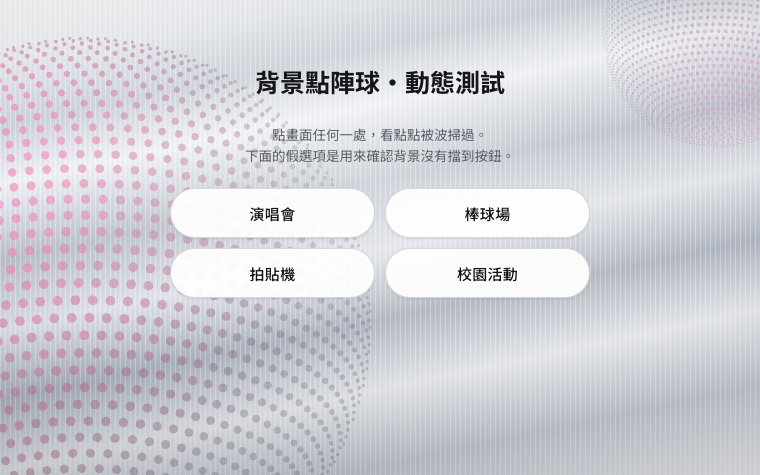 背景點陣球・動態測試
點畫面任何一處，看點點被波掃過。
下面的假選項是用來確認背景沒有擋到按鈕。
演唱會
棒球場
拍貼機
校園活動